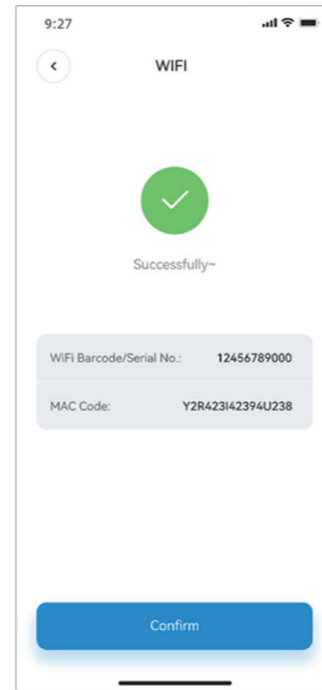 9:27
WIFI
Successfully~
WiFi Barcode/Serial No.: 12456789000
MAC Code: Y2R423I42394U238
Confirm